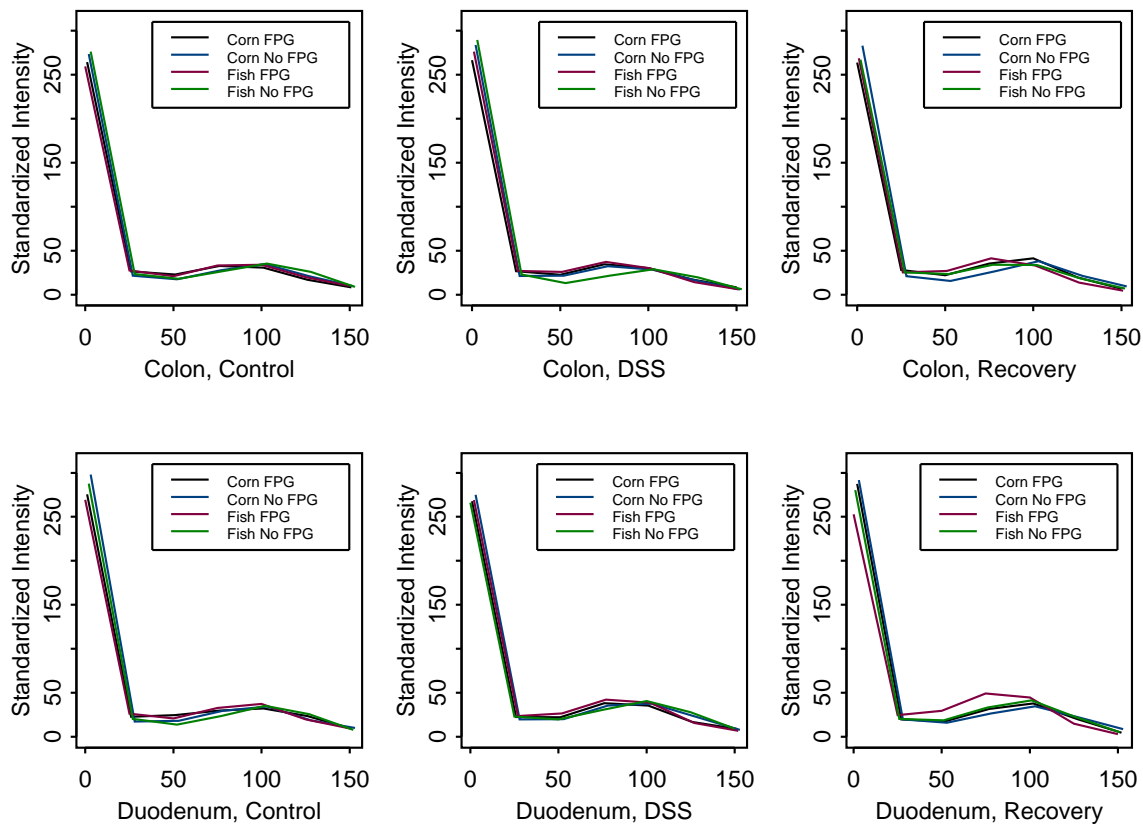 Standardized Intensity
0 50 150 250
Corn FPG
Corn No FPG
Fish FPG
Fish No FPG
0 50 100 150
Colon, Control
Standardized Intensity
0 50 150 250
Corn FPG
Corn No FPG
Fish FPG
Fish No FPG
0 50 100 150
Colon, DSS
Standardized Intensity
0 50 150 250
Corn FPG
Corn No FPG
Fish FPG
Fish No FPG
0 50 100 150
Colon, Recovery
Standardized Intensity
0 50 150 250
Corn FPG
Corn No FPG
Fish FPG
Fish No FPG
0 50 100 150
Duodenum, Control
Standardized Intensity
0 50 150 250
Corn FPG
Corn No FPG
Fish FPG
Fish No FPG
0 50 100 150
Duodenum, DSS
Standardized Intensity
0 50 150 250
Corn FPG
Corn No FPG
Fish FPG
Fish No FPG
0 50 100 150
Duodenum, Recovery